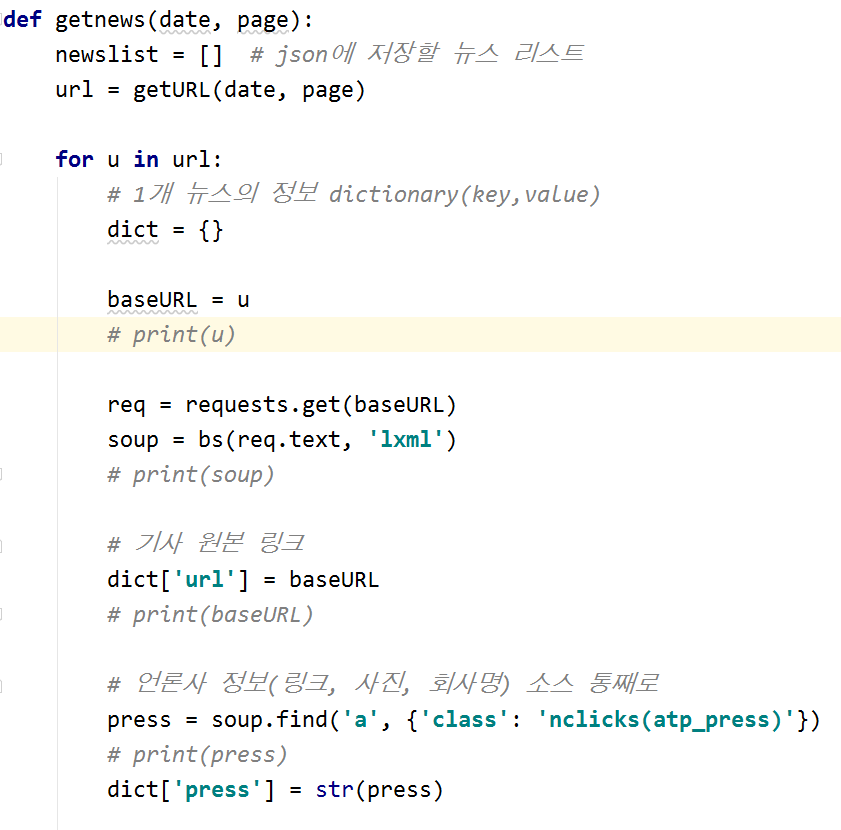 def getnews(date, page):
    newslist = []  # json에 저장할 뉴스 리스트
    url = getURL(date, page)

    for u in url:
        # 1개 뉴스의 정보 dictionary(key,value)
        dict = {}

        baseURL = u
        # print(u)

        req = requests.get(baseURL)
        soup = bs(req.text, 'lxml')
        # print(soup)

        # 기사 원본 링크
        dict['url'] = baseURL
        # print(baseURL)

        # 언론사 정보(링크, 사진, 회사명) 소스 통째로
        press = soup.find('a', {'class': 'nclicks(atp_press)'})
        # print(press)
        dict['press'] = str(press)